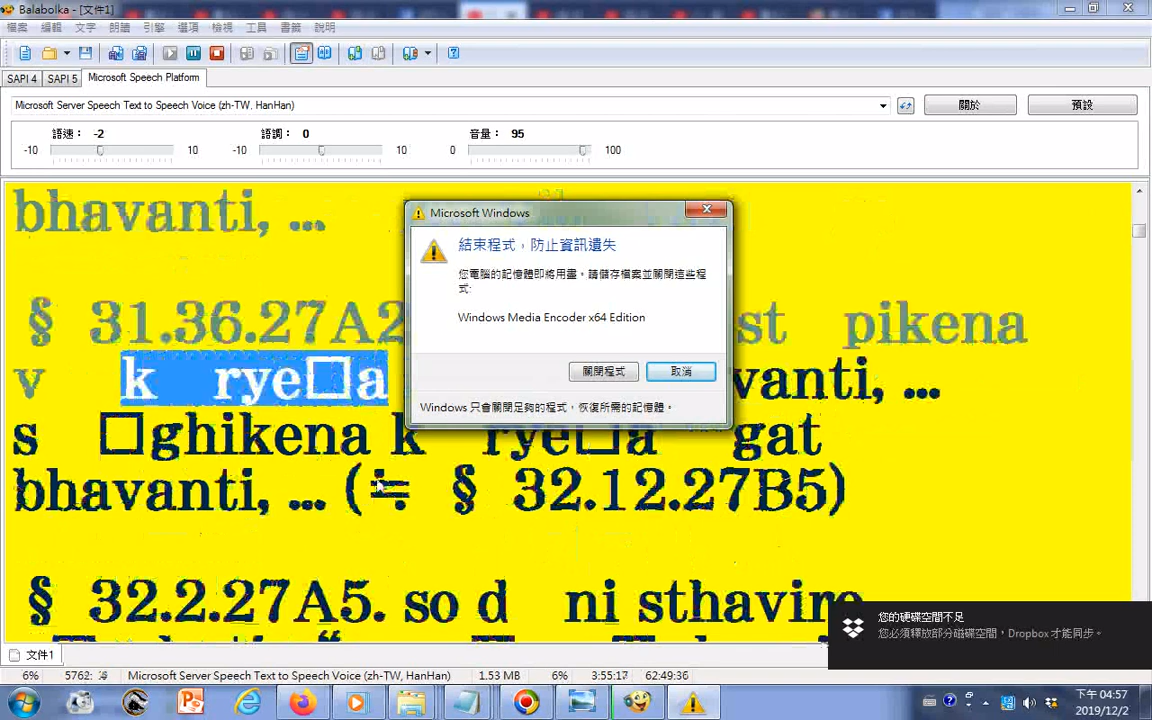 Balabolka - [文件1]
檔案 編輯 文字 朗讀 引擎 選項 檢視 工具 書籤 說明
SAPI 4 SAPI 5 Microsoft Speech Platform
Microsoft Server Speech Text to Speech Voice (zh-TW, HanHan)
關於 預設
語速： -2 語調： 0 音量： 95
-10 10 -10 10 0 100
bhavanti, ...
§ 31.36.27A2 st pikena
v k rye□a vanti, ...
s □ghikena k rye□a gat
bhavanti, ... (≒ § 32.12.27B5)
§ 32.2.27A5. so d ni sthavire
Microsoft Windows
結束程式，防止資訊遺失
您電腦的記憶體即將用盡。請儲存檔案並關閉這些程
式:
Windows Media Encoder x64 Edition
關閉程式 取消
Windows 只會關閉足夠的程式，恢復所需的記憶體。
您的硬碟空間不足
您必須釋放部分磁碟空間，Dropbox 才能同步。
文件1
6% 5762: Microsoft Server Speech Text to Speech Voice (zh-TW, HanHan) 1.53 MB 6% 3:55:17 62:49:36
下午 04:57
2019/12/2